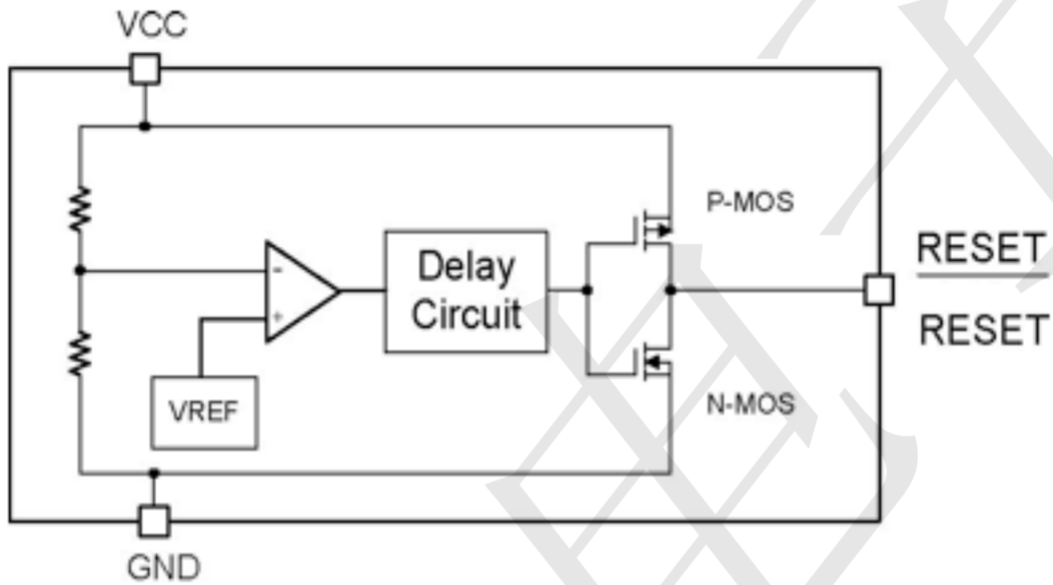 VCC
P-MOS
RESET
Delay
Circuit
-
+
RESET
VREF
N-MOS
GND